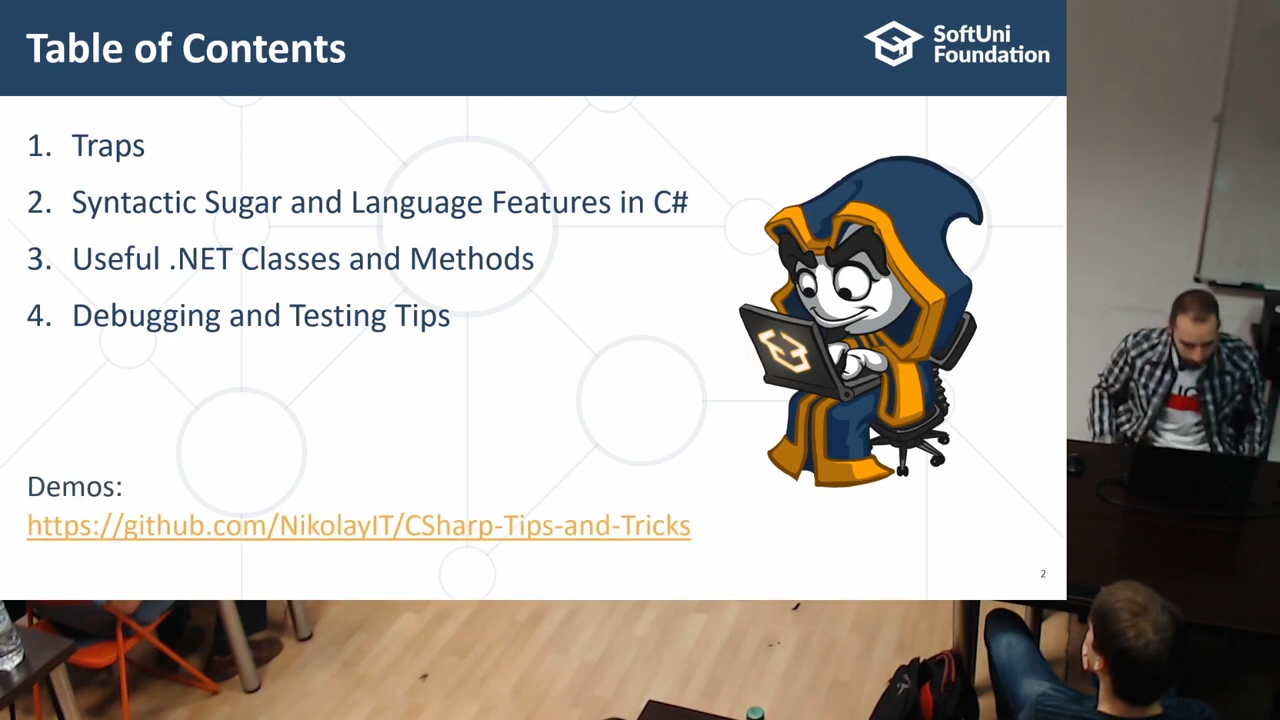 Table of Contents
SoftUni
Foundation
1. Traps
2. Syntactic Sugar and Language Features in C#
3. Useful .NET Classes and Methods
4. Debugging and Testing Tips
Demos:
https://github.com/NikolayIT/CSharp-Tips-and-Tricks
2